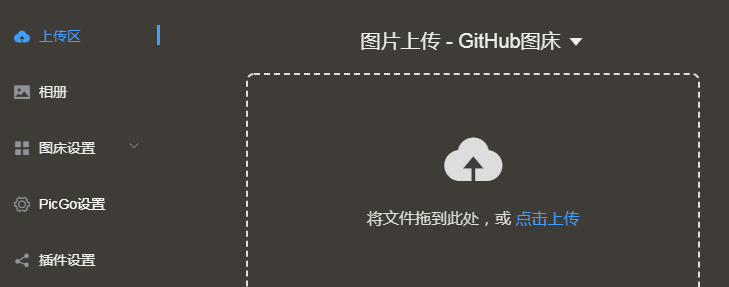 上传区
相册
图床设置
PicGo设置
插件设置
图片上传 - GitHub图床
将文件拖到此处，或 点击上传